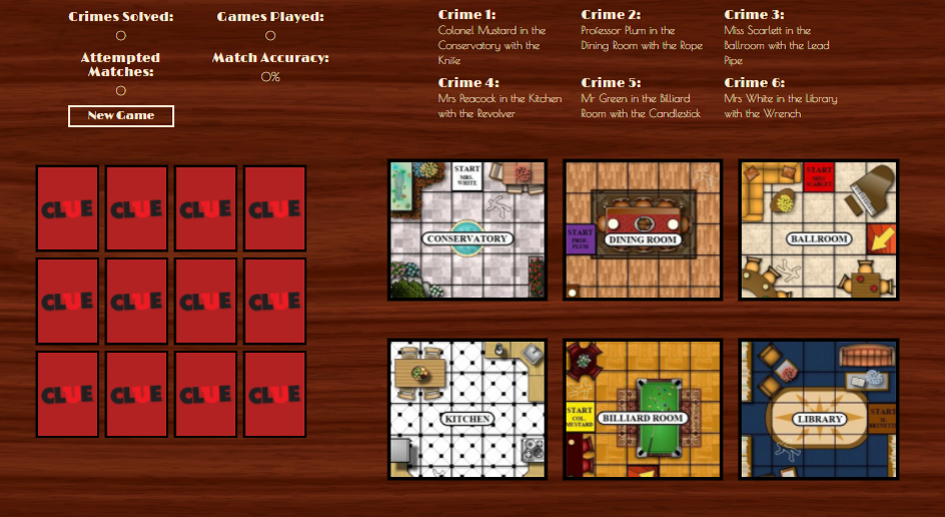 Crimes Solved:
0
Games Played:
0
Attempted
Matches:
0
Match Accuracy:
0%
New Game
Crime 1:
Colonel Mustard in the
Conservatory with the
Knife
Crime 2:
Professor Plum in the
Dining Room with the Rope
Crime 3:
Miss Scarlett in the
Ballroom with the Lead
Pipe
Crime 4:
Mrs Peacock in the Kitchen
with the Revolver
Crime 5:
Mr Green in the Billiard
Room with the Candlestick
Crime 6:
Mrs White in the Library
with the Wrench
CLUE
CLUE
CLUE
CLUE
CLUE
CLUE
CLUE
CLUE
CLUE
CLUE
CLUE
CLUE
START
MRS.
WHITE
CONSERVATORY
START
PROF.
PLUM
DINING ROOM
START
MISS
SCARLET
BALLROOM
KITCHEN
START
COL.
MUSTARD
BILLIARD ROOM
LIBRARY
START